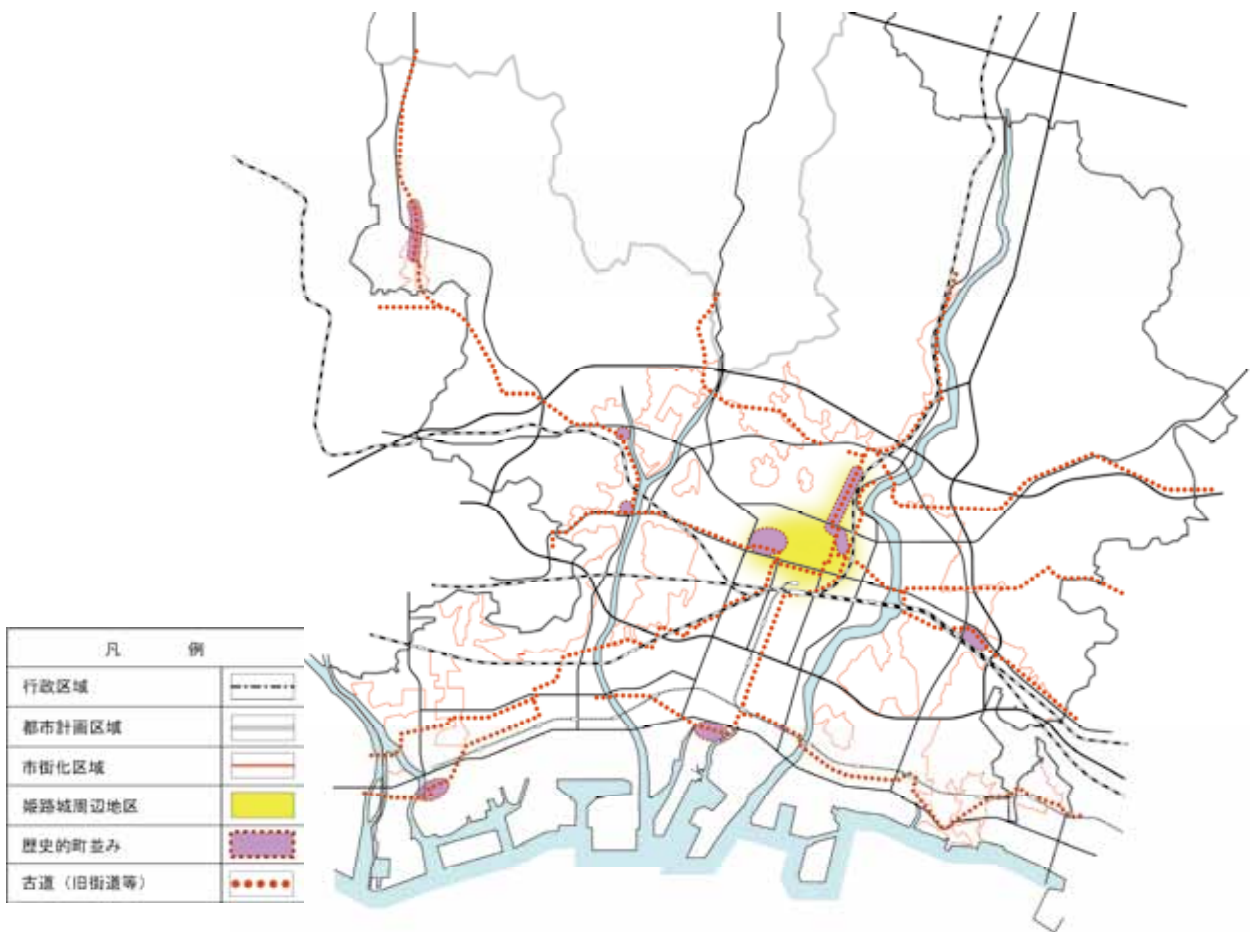 凡 例
行政区域
都市計画区域
市街化区域
姫路城周辺地区
歴史的町並み
古道（旧街道等）